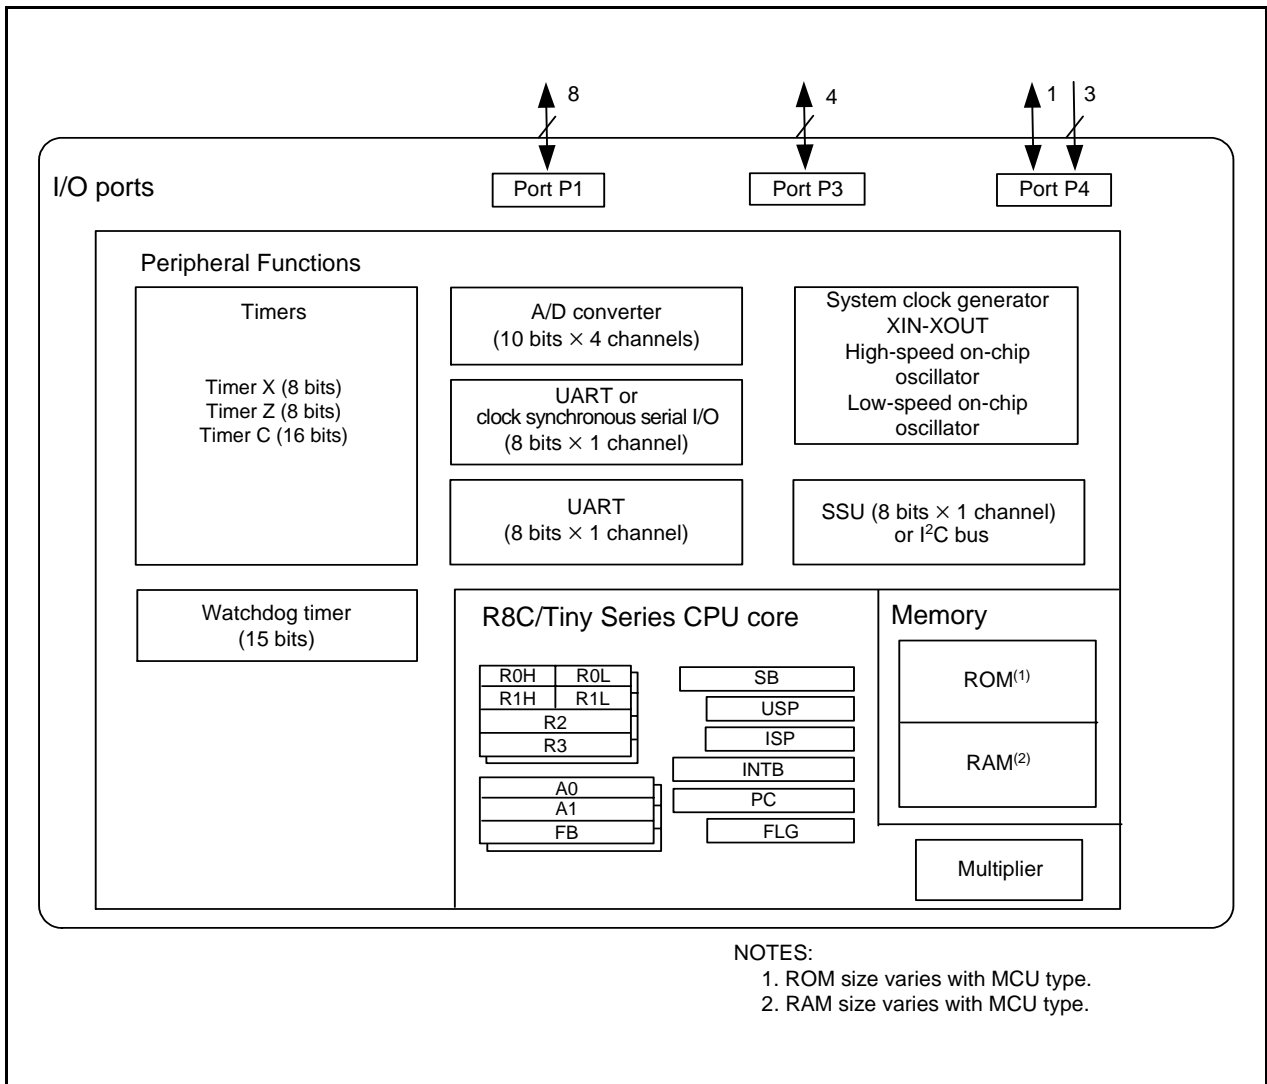 8
4
1
3
I/O ports
Port P1
Port P3
Port P4
Peripheral Functions
Timers
Timer X (8 bits)
Timer Z (8 bits)
Timer C (16 bits)
A/D converter
(10 bits × 4 channels)
UART or
clock synchronous serial I/O
(8 bits × 1 channel)
UART
(8 bits × 1 channel)
System clock generator
XIN-XOUT
High-speed on-chip
oscillator
Low-speed on-chip
oscillator
SSU (8 bits × 1 channel)
or I²C bus
Watchdog timer
(15 bits)
R8C/Tiny Series CPU core
R0H
R0L
R1H
R1L
R2
R3
A0
A1
FB
SB
USP
ISP
INTB
PC
FLG
Memory
ROM(1)
RAM(2)
Multiplier
NOTES:
1. ROM size varies with MCU type.
2. RAM size varies with MCU type.